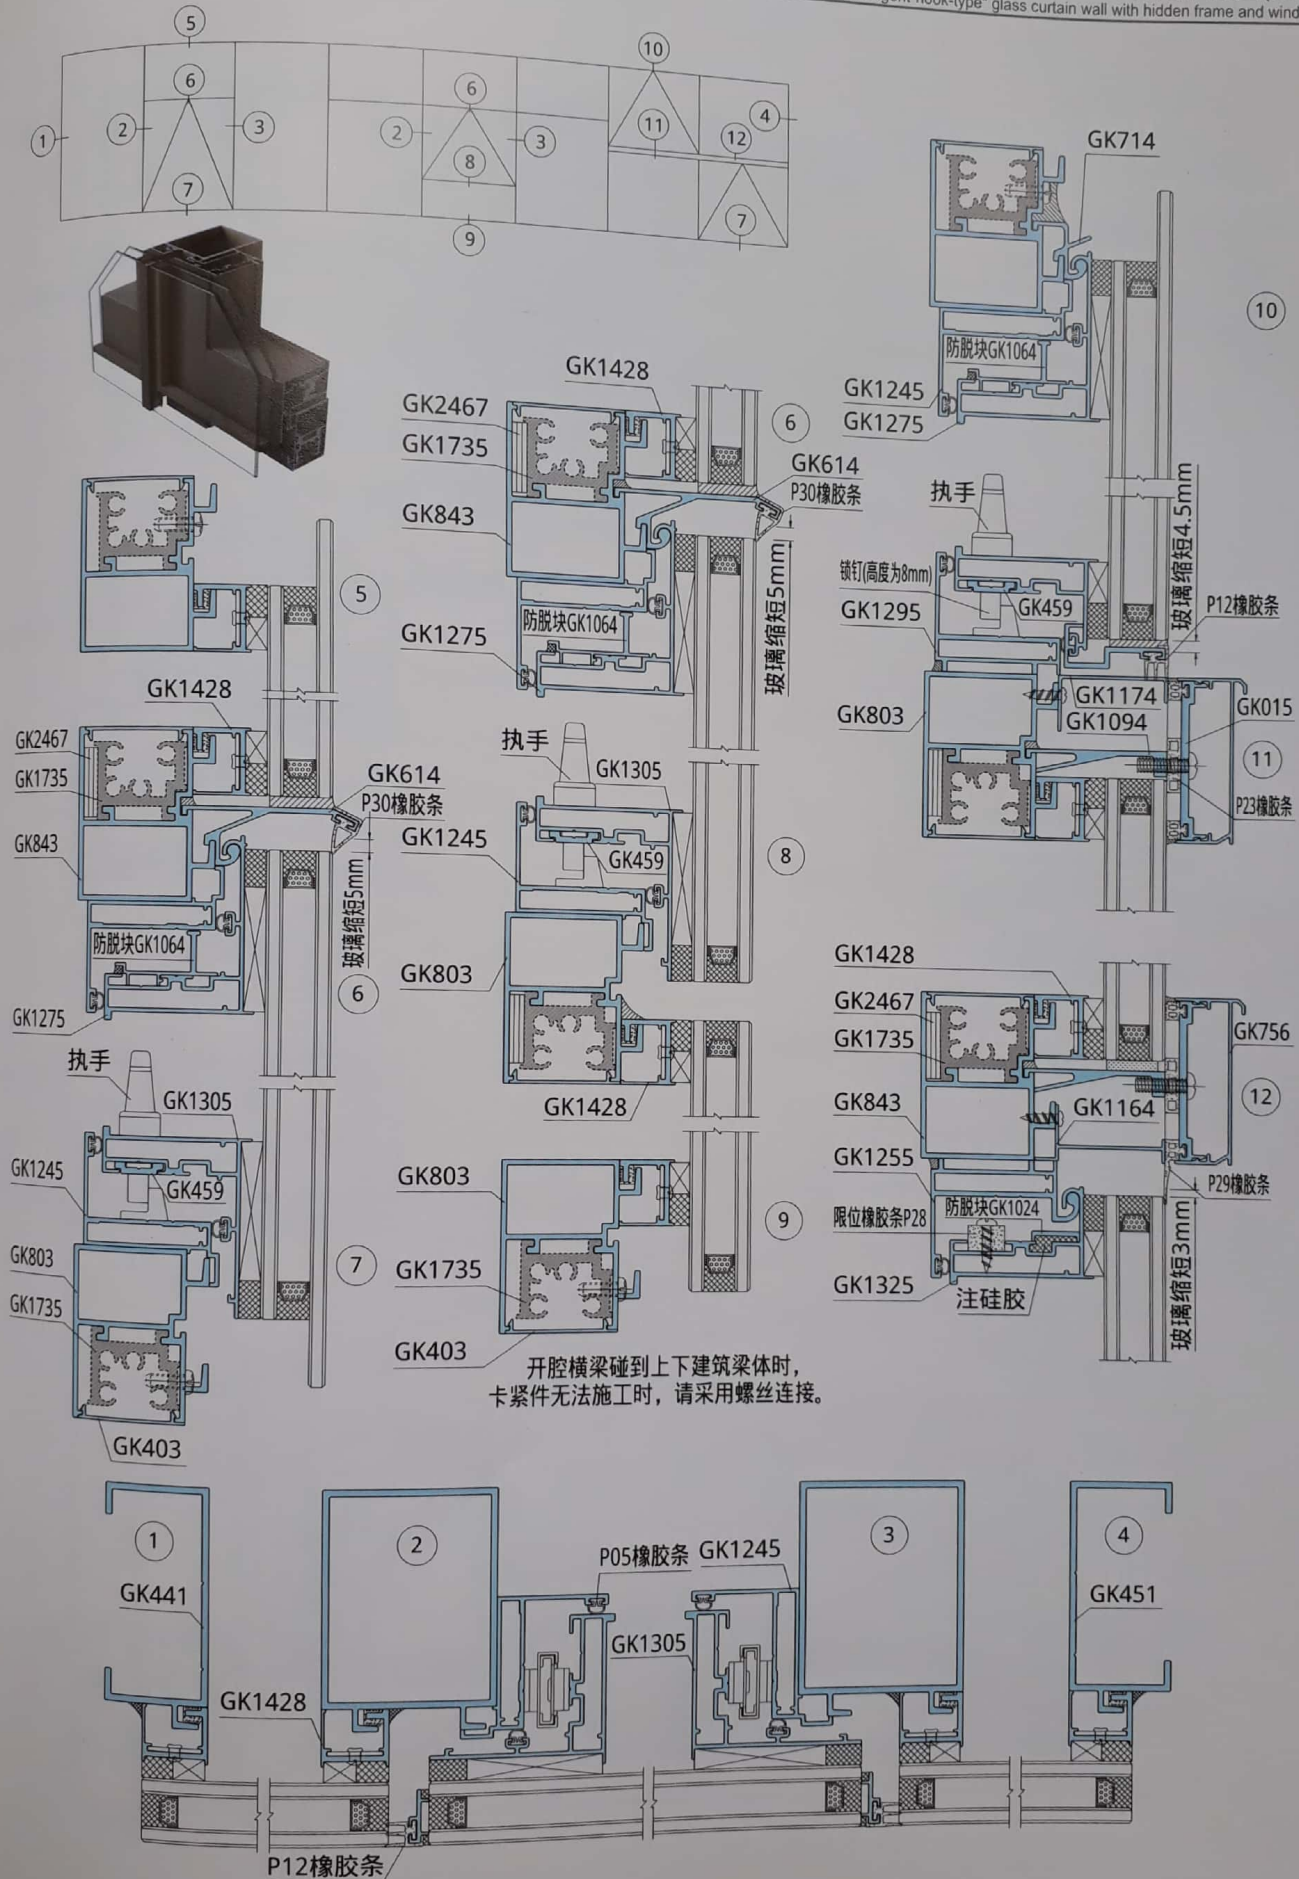 glass curtain wall with hidden frame and wind
5
6
1
2
3
7
6
2
3
8
9
10
11
4
12
7
GK714
10
防脱块GK1064
GK1245
GK1275
GK1428
GK2467
GK1735
6
GK614
P30橡胶条
GK843
防脱块GK1064
GK1275
玻璃缩短5mm
5
GK1428
GK2467
GK1735
GK614
P30橡胶条
GK843
玻璃缩短5mm
防脱块GK1064
6
GK1275
执手
GK1305
GK1245
GK459
GK803
7
GK1735
GK403
执手
GK1305
GK1245
GK459
8
GK803
GK1428
GK803
9
GK1735
GK403
开腔横梁碰到上下建筑梁体时，
卡紧件无法施工时，请采用螺丝连接。
执手
玻璃缩短4.5mm
锁钉(高度为8mm)
GK459
P12橡胶条
GK1295
GK1174
GK803
GK1094
GK015
11
P23橡胶条
GK1428
GK2467
GK1735
GK756
GK843
GK1164
12
GK1255
P29橡胶条
限位橡胶条P28
防脱块GK1024
GK1325
注硅胶
玻璃缩短3mm
1
2
3
4
GK441
P05橡胶条
GK1245
GK451
GK1305
GK1428
P12橡胶条